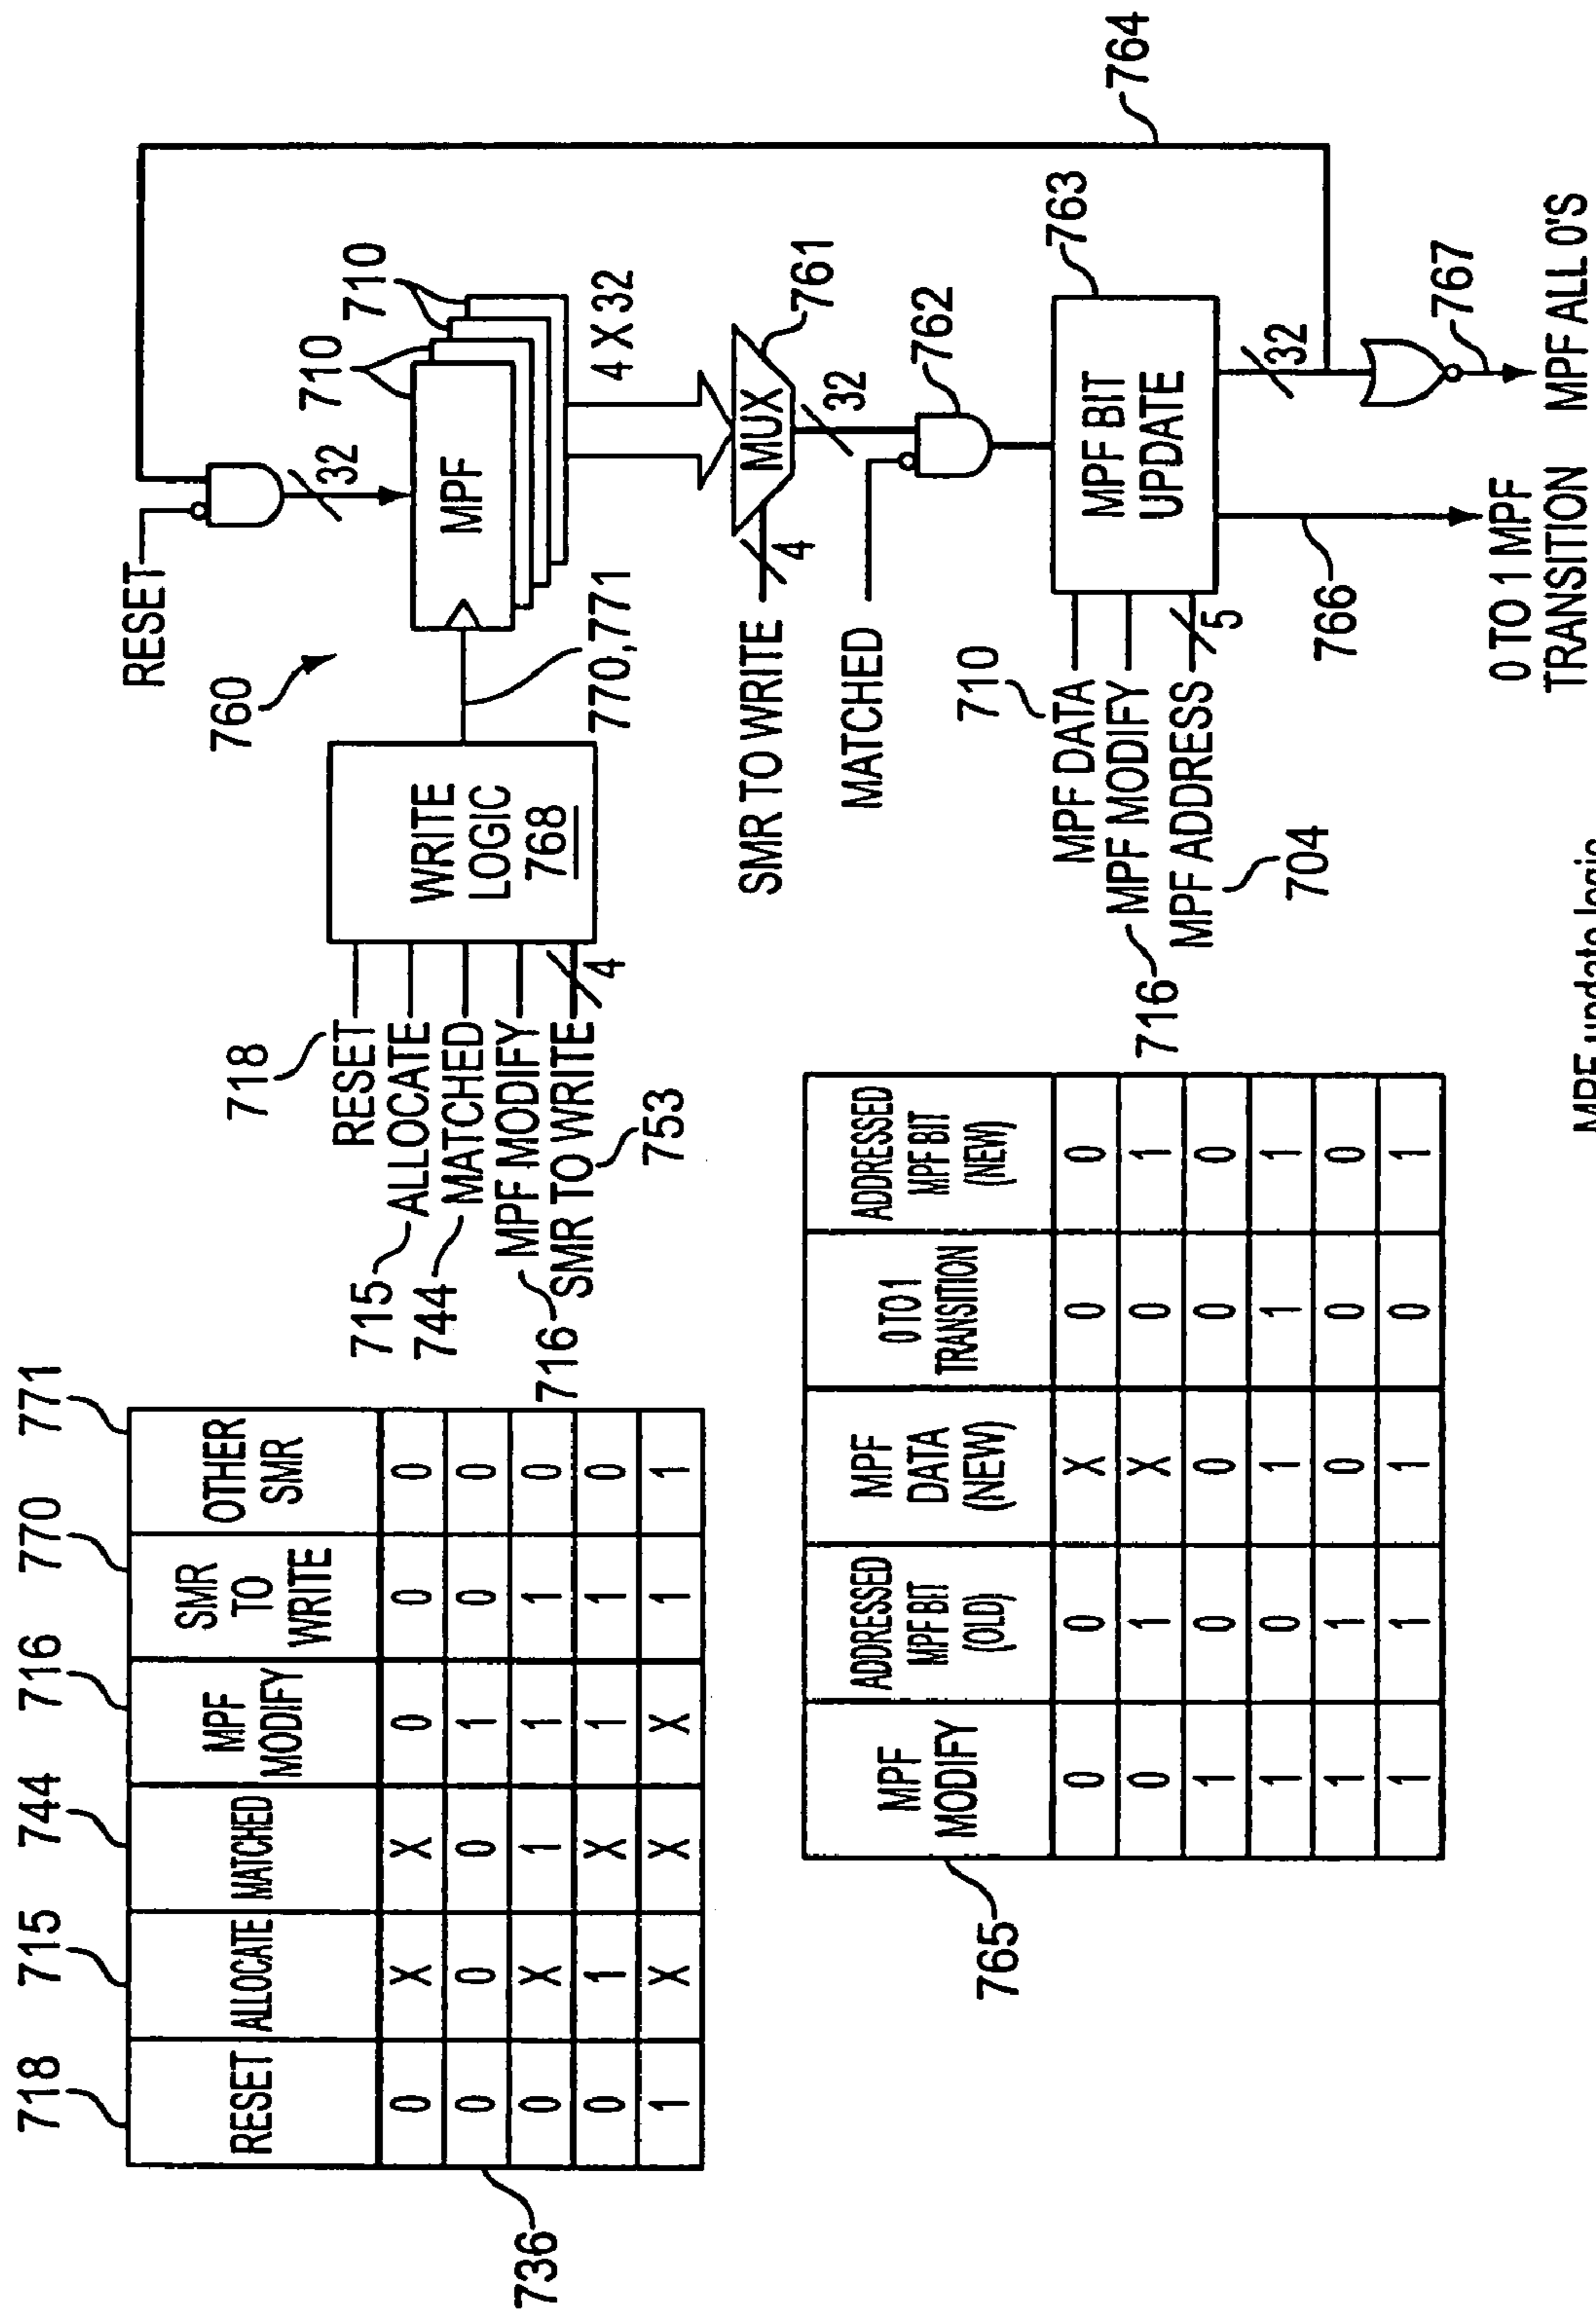 718 715 744 716 770 771
RESET ALLOCATE MATCHED MPF MODIFY SMR TO WRITE OTHER SMR
0 X X 0 0 0
0 0 0 1 0 0
0 X 1 1 1 0
0 1 X 1 1 0
1 X X X 1 1
736
MPF MODIFY ADDRESSED MPF BIT (OLD) MPF DATA (NEW) 0 TO 1 TRANSITION ADDRESSED MPF BIT (NEW)
0 0 X 0 0
0 1 X 0 1
1 0 0 0 0
1 0 1 1 1
1 1 0 0 0
1 1 1 0 1
765
760
718
RESET
715 ALLOCATE
744 MATCHED
716 MPF MODIFY
SMR TO WRITE
4
753
WRITE
LOGIC
768
770,771
RESET
32
MPF
710
710
4 X 32
SMR TO WRITE
4
MUX
761
32
MATCHED
762
710
MPF DATA
716 MPF MODIFY
MPF ADDRESS
5
704
MPF BIT
UPDATE
763
764
32
766
767
0 TO 1 MPF
TRANSITION
MPF ALL 0'S
MPF update logic